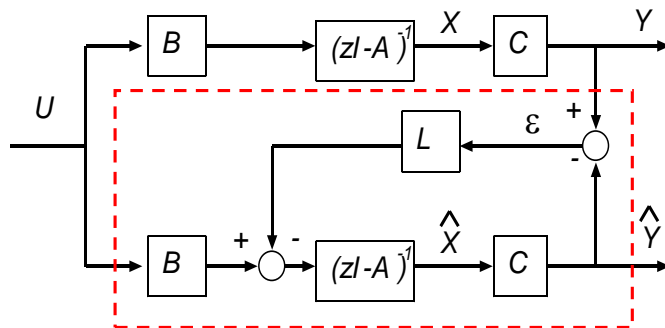 B (zI-A)⁻¹ X C Y
U
+
ε -
L
+ - X̂ Ŷ
B (zI-A)⁻¹ C